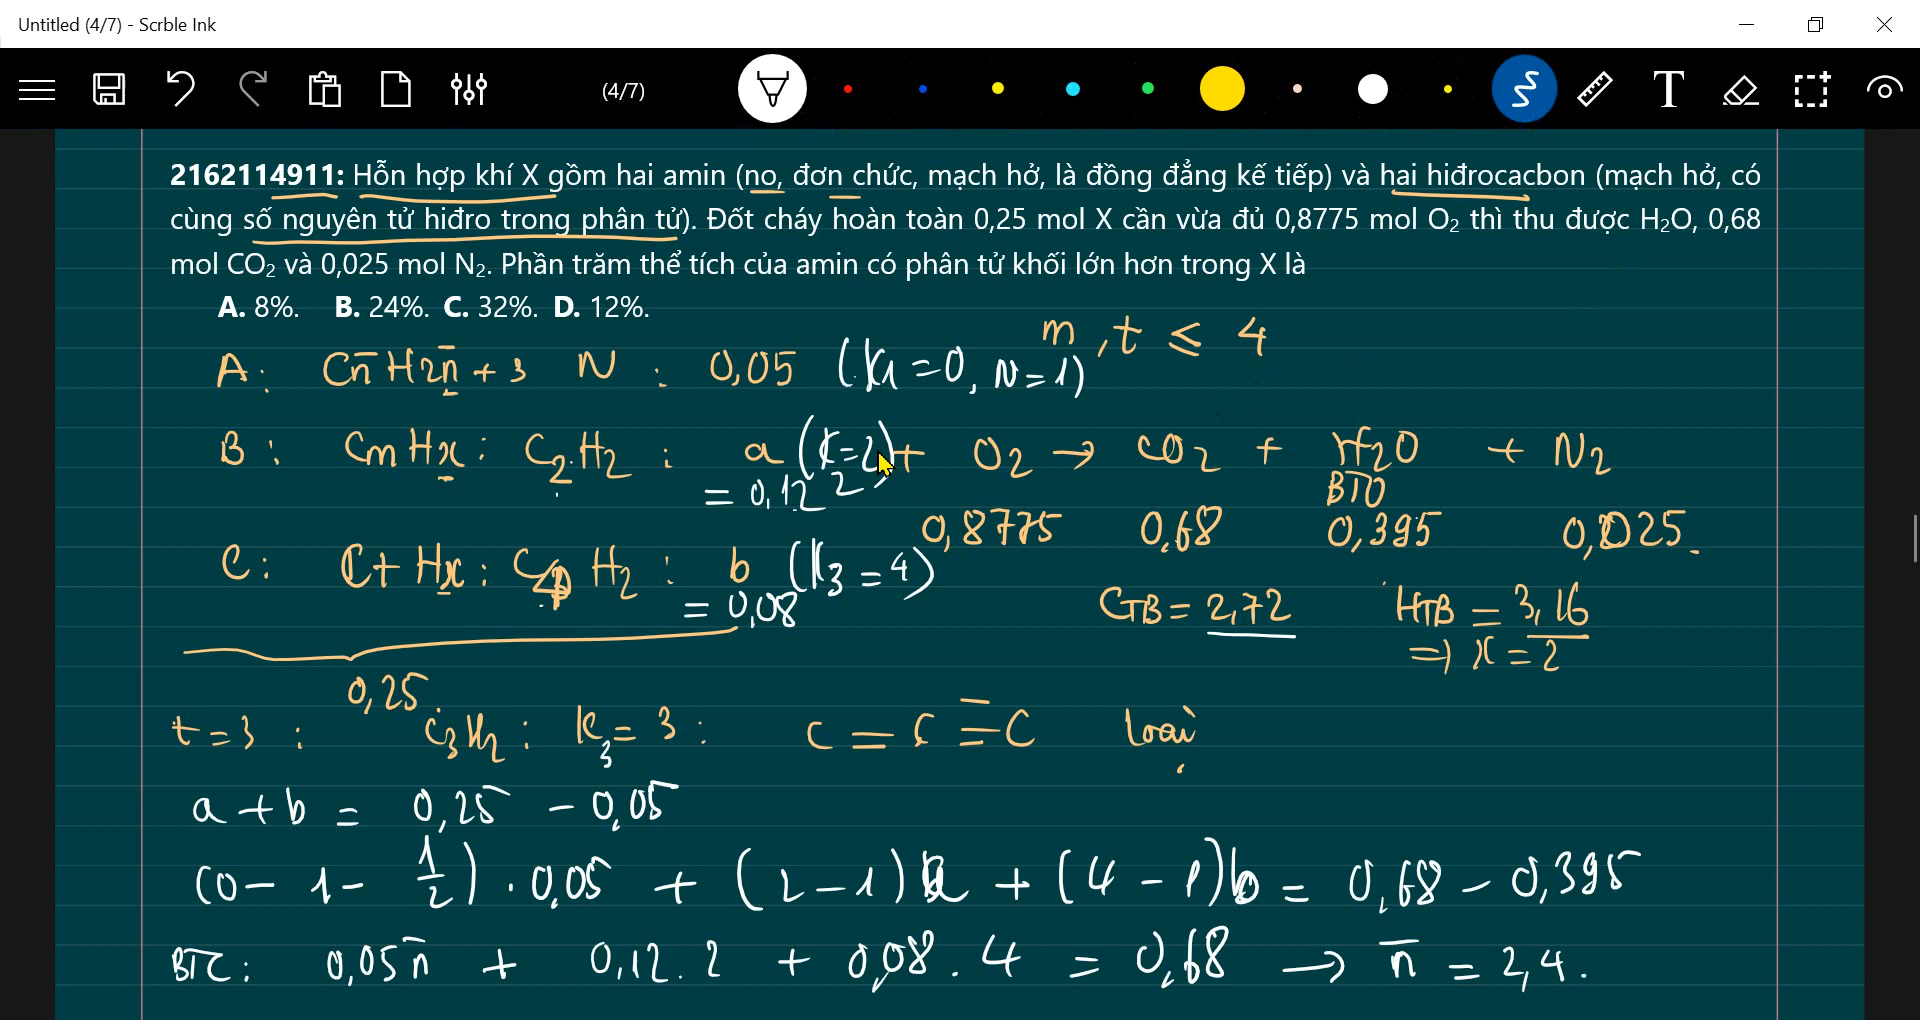 Untitled (4/7) - Scrble Ink
(4/7)
T
2162114911: Hỗn hợp khí X gồm hai amin (no, đơn chức, mạch hở, là đồng đẳng kế tiếp) và hai hiđrocacbon (mạch hở, có
cùng số nguyên tử hiđro trong phân tử). Đốt cháy hoàn toàn 0,25 mol X cần vừa đủ 0,8775 mol O₂ thì thu được H₂O, 0,68
mol CO₂ và 0,025 mol N₂. Phần trăm thể tích của amin có phân tử khối lớn hơn trong X là
A. 8%. B. 24%. C. 32%. D. 12%.
m, t ≤ 4
A: Cn̄ H2n̄+3 N : 0,05 (k₁ = 0, N = 1)
B: Cm Hx : C₂H₂ : a (k = 2) + O₂ → CO₂ + H₂O + N₂
= 0,12 2 BTO
0,8775 0,68 0,395 0,025
C: Ct Hx : C₄H₂ : b (k₃ = 4)
= 0,08 CTB = 2,72 HTB = 3,16
⇒ x = 2
0,25
t = 3 : C₃H₂ : k₃ = 3 : C = C ≡ C loại
a + b = 0,25 - 0,05
(0 - 1 - 1/2) . 0,05 + (2 - 1)a + (4 - 1)b = 0,68 - 0,395
BTC: 0,05n̄ + 0,12 . 2 + 0,08 . 4 = 0,68 → n̄ = 2,4.